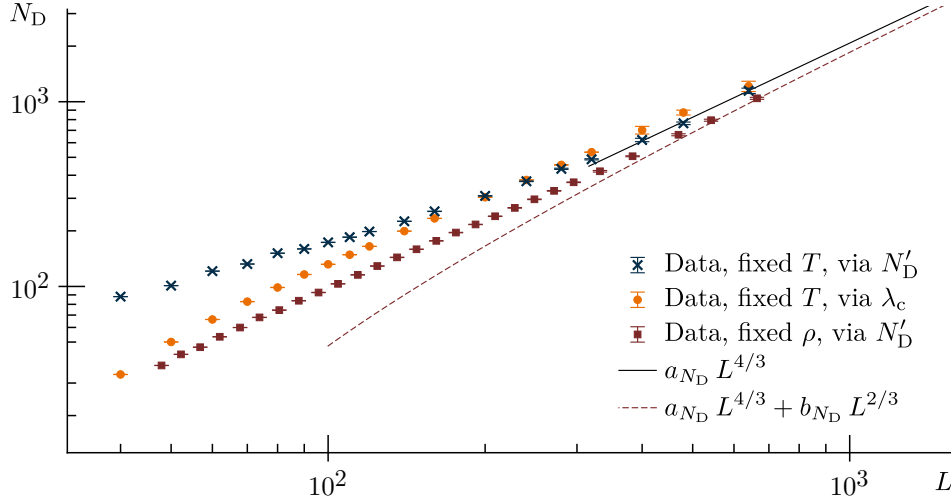 N_D
10^3
10^2
Data, fixed T, via N′_D
Data, fixed T, via λ_c
Data, fixed ρ, via N′_D
a_{N_D} L^{4/3}
a_{N_D} L^{4/3} + b_{N_D} L^{2/3}
10^2 10^3 L